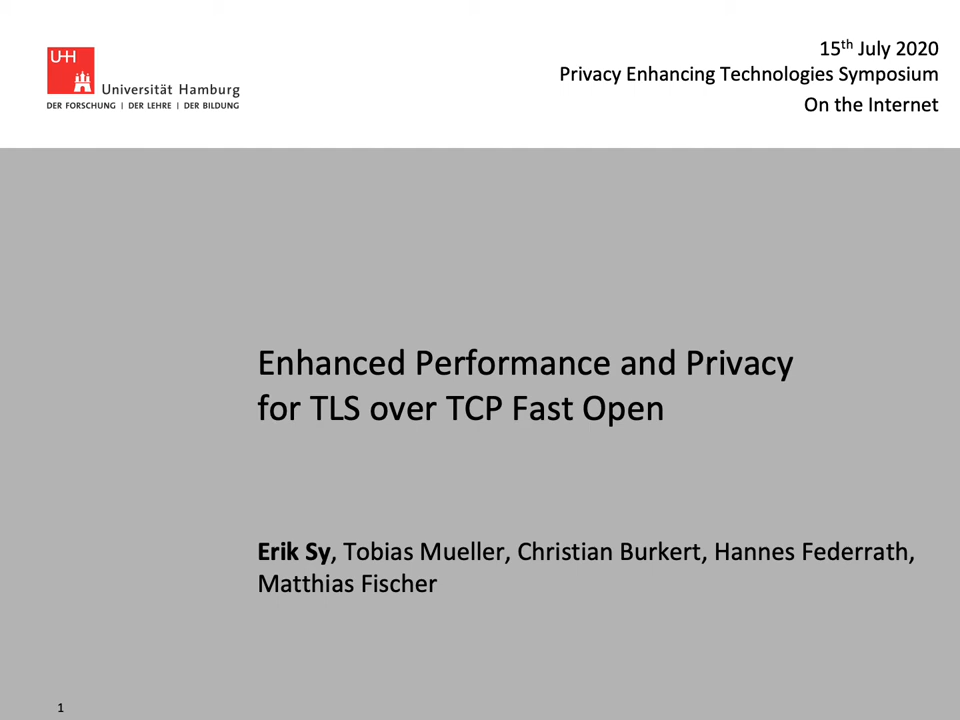 UHH
Universität Hamburg
DER FORSCHUNG | DER LEHRE | DER BILDUNG
15th July 2020
Privacy Enhancing Technologies Symposium
On the Internet
Enhanced Performance and Privacy
for TLS over TCP Fast Open
Erik Sy, Tobias Mueller, Christian Burkert, Hannes Federrath,
Matthias Fischer
1